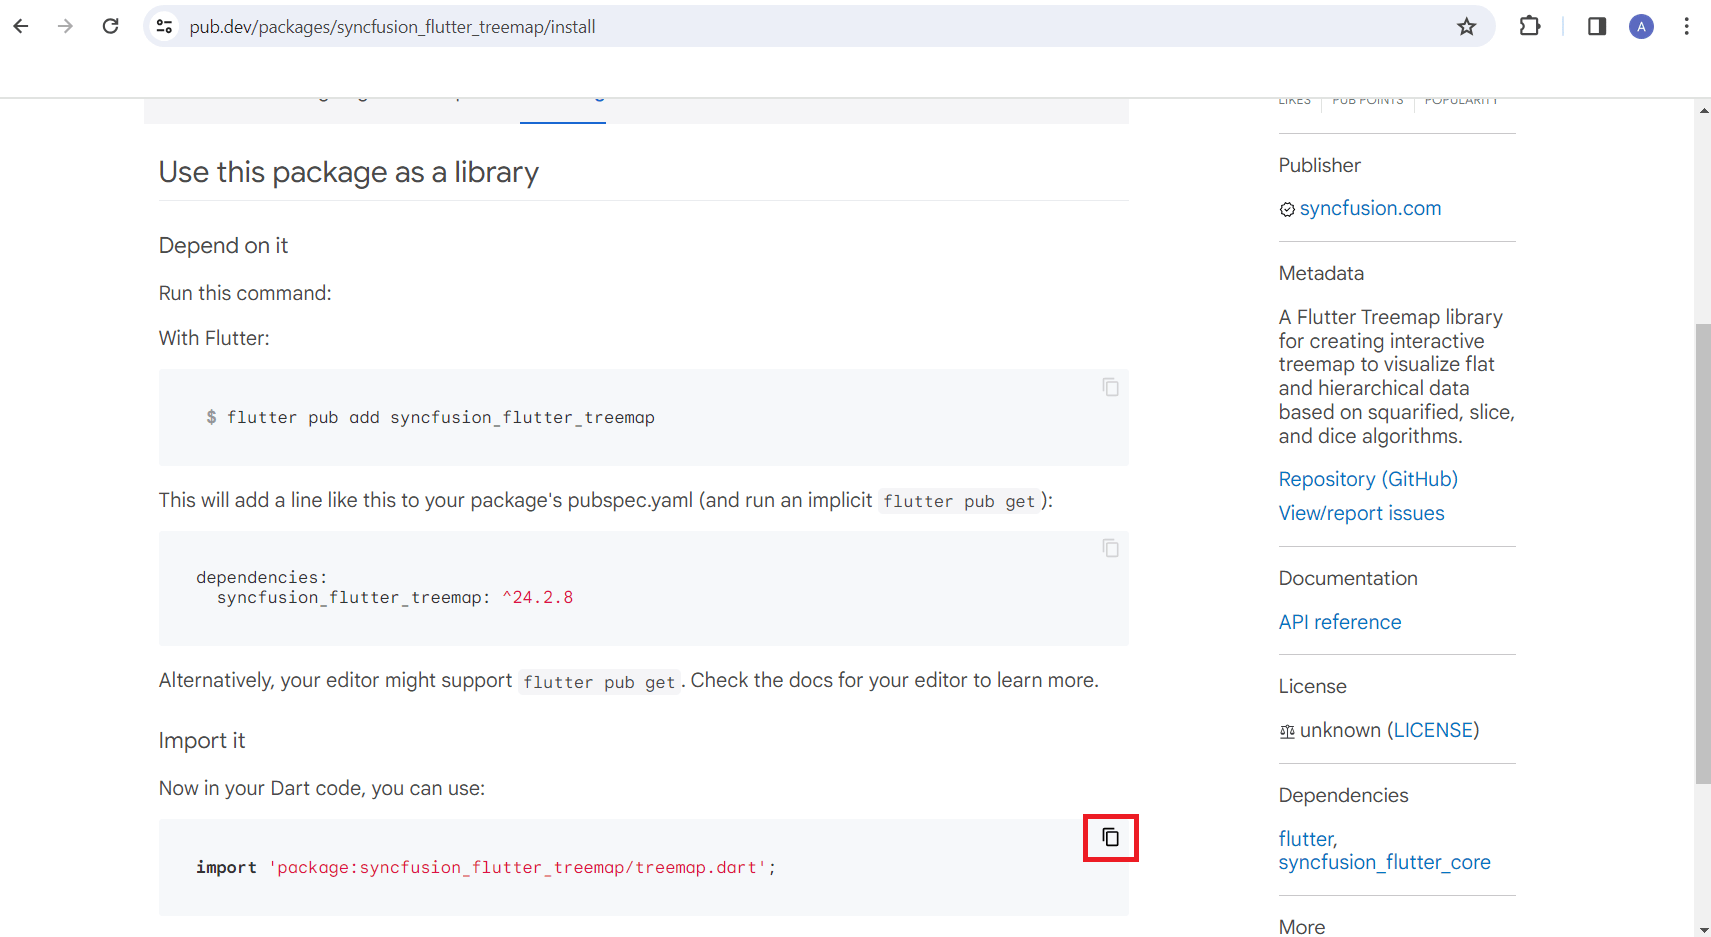 pub.dev/packages/syncfusion_flutter_treemap/install
A
LIKES PUB POINTS POPULARITY
Use this package as a library
Depend on it
Run this command:
With Flutter:
$ flutter pub add syncfusion_flutter_treemap
This will add a line like this to your package's pubspec.yaml (and run an implicit flutter pub get):
dependencies:
syncfusion_flutter_treemap: ^24.2.8
Alternatively, your editor might support flutter pub get. Check the docs for your editor to learn more.
Import it
Now in your Dart code, you can use:
import 'package:syncfusion_flutter_treemap/treemap.dart';
Publisher
syncfusion.com
Metadata
A Flutter Treemap library
for creating interactive
treemap to visualize flat
and hierarchical data
based on squarified, slice,
and dice algorithms.
Repository (GitHub)
View/report issues
Documentation
API reference
License
unknown (LICENSE)
Dependencies
flutter,
syncfusion_flutter_core
More